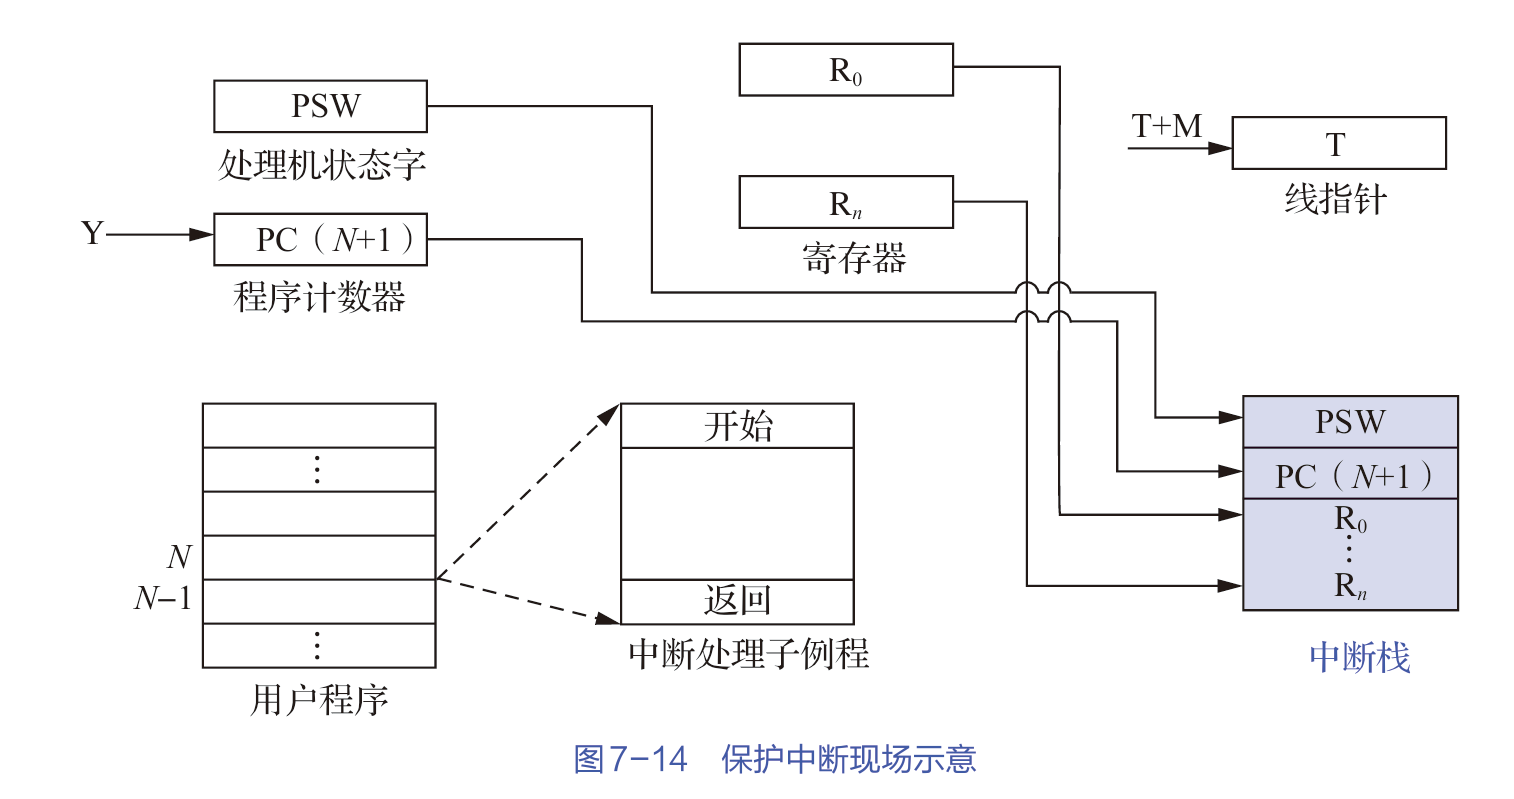 PSW
处理机状态字
Y
PC（N+1）
程序计数器
R0
Rn
寄存器
T+M
T
线指针
N
N–1
用户程序
开始
返回
中断处理子例程
PSW
PC（N+1）
R0
Rn
中断栈
图7-14 保护中断现场示意